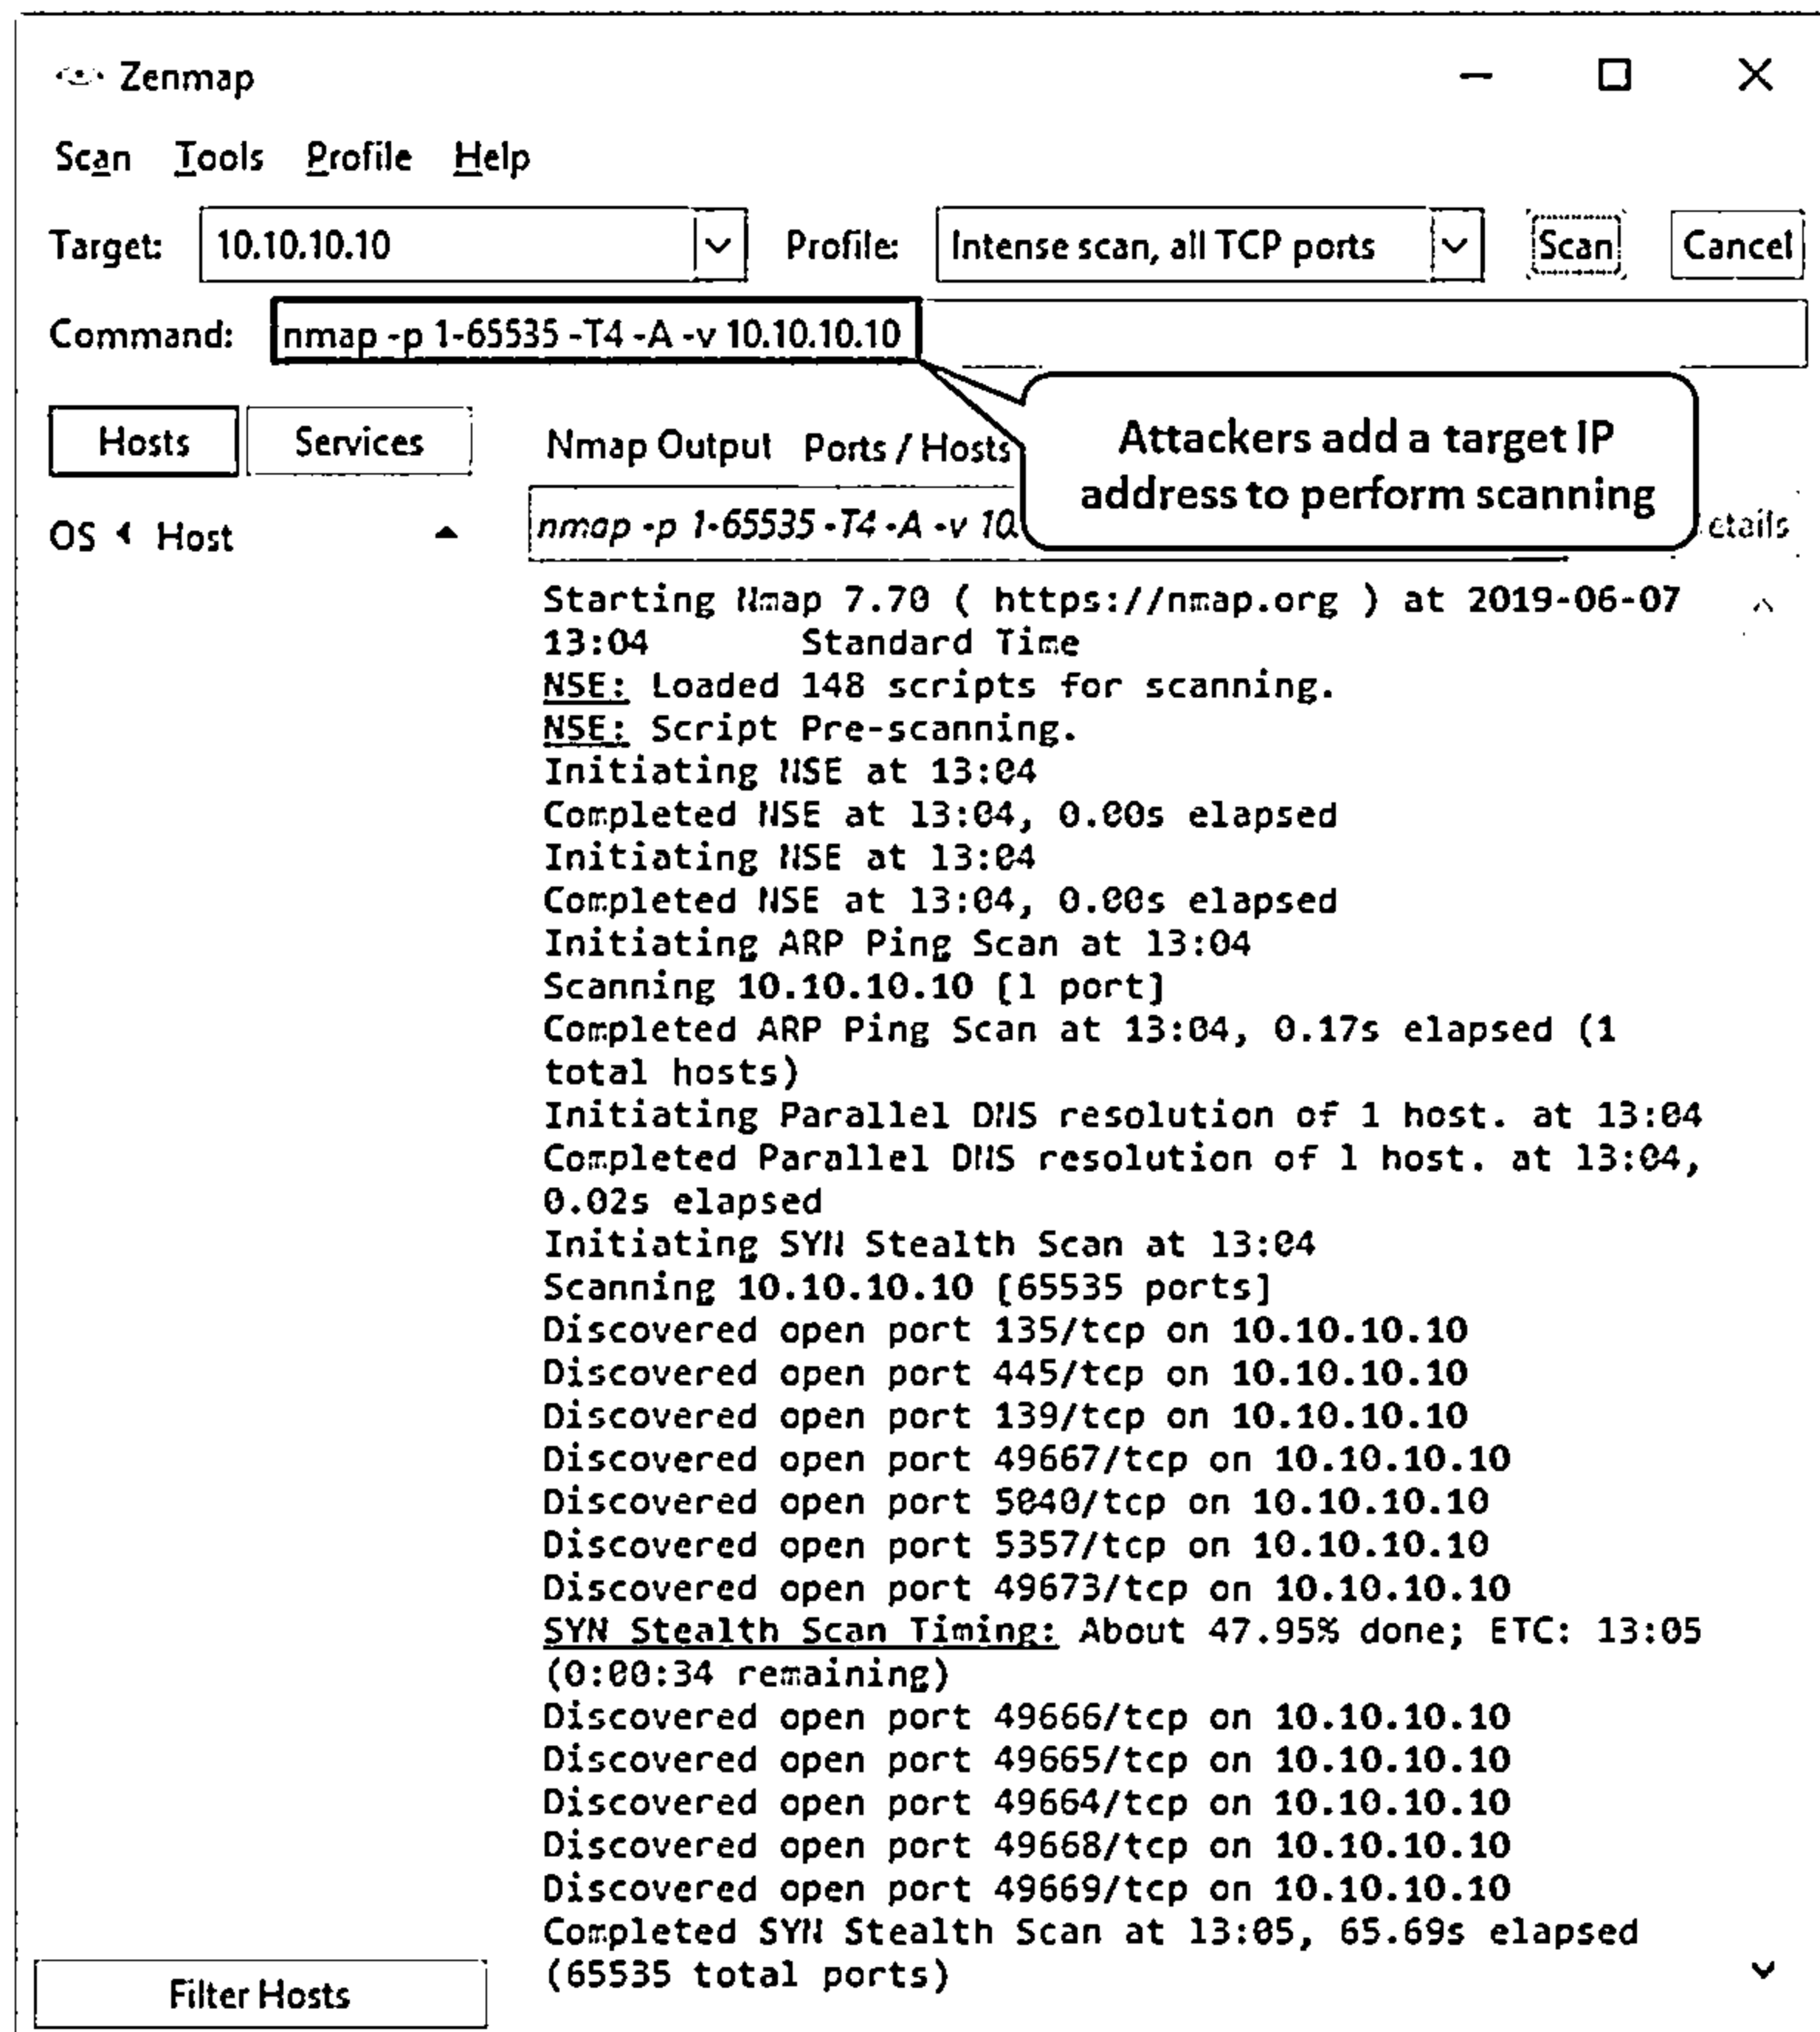 Zenmap
Scan Tools Profile Help
Target: 10.10.10.10 Profile: Intense scan, all TCP ports Scan Cancel
Command: nmap -p 1-65535 -T4 -A -v 10.10.10.10
Attackers add a target IP
address to perform scanning
Hosts Services Nmap Output Ports / Hosts
OS Host nmap -p 1-65535 -T4 -A -v 10. etails
Starting Nmap 7.70 ( https://nmap.org ) at 2019-06-07
13:04 Standard Time
NSE: Loaded 148 scripts for scanning.
NSE: Script Pre-scanning.
Initiating NSE at 13:04
Completed NSE at 13:04, 0.00s elapsed
Initiating NSE at 13:04
Completed NSE at 13:04, 0.00s elapsed
Initiating ARP Ping Scan at 13:04
Scanning 10.10.10.10 [1 port]
Completed ARP Ping Scan at 13:04, 0.17s elapsed (1
total hosts)
Initiating Parallel DNS resolution of 1 host. at 13:04
Completed Parallel DNS resolution of 1 host. at 13:04,
0.02s elapsed
Initiating SYN Stealth Scan at 13:04
Scanning 10.10.10.10 [65535 ports]
Discovered open port 135/tcp on 10.10.10.10
Discovered open port 445/tcp on 10.10.10.10
Discovered open port 139/tcp on 10.10.10.10
Discovered open port 49667/tcp on 10.10.10.10
Discovered open port 5040/tcp on 10.10.10.10
Discovered open port 5357/tcp on 10.10.10.10
Discovered open port 49673/tcp on 10.10.10.10
SYN Stealth Scan Timing: About 47.95% done; ETC: 13:05
(0:00:34 remaining)
Discovered open port 49666/tcp on 10.10.10.10
Discovered open port 49665/tcp on 10.10.10.10
Discovered open port 49664/tcp on 10.10.10.10
Discovered open port 49668/tcp on 10.10.10.10
Discovered open port 49669/tcp on 10.10.10.10
Completed SYN Stealth Scan at 13:05, 65.69s elapsed
(65535 total ports)
Filter Hosts